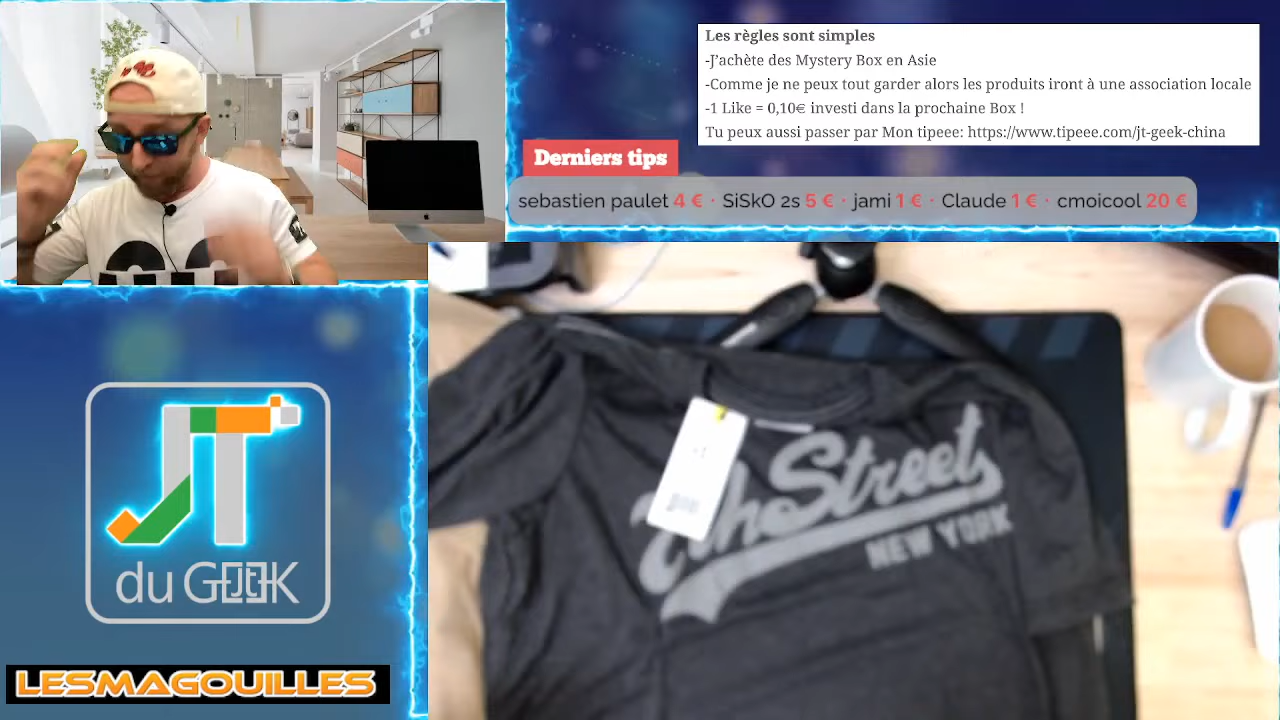 Les règles sont simples
-J'achète des Mystery Box en Asie
-Comme je ne peux tout garder alors les produits iront à une association locale
-1 Like = 0,10€ investi dans la prochaine Box !
Tu peux aussi passer par Mon tipeee: https://www.tipeee.com/jt-geek-china
Derniers tips
sebastien paulet 4 € · SiSkO 2s 5 € · jami 1 € · Claude 1 € · cmoicool 20 €
Street
NEW YORK
JT
du GEEK
LESMAGOUILLES